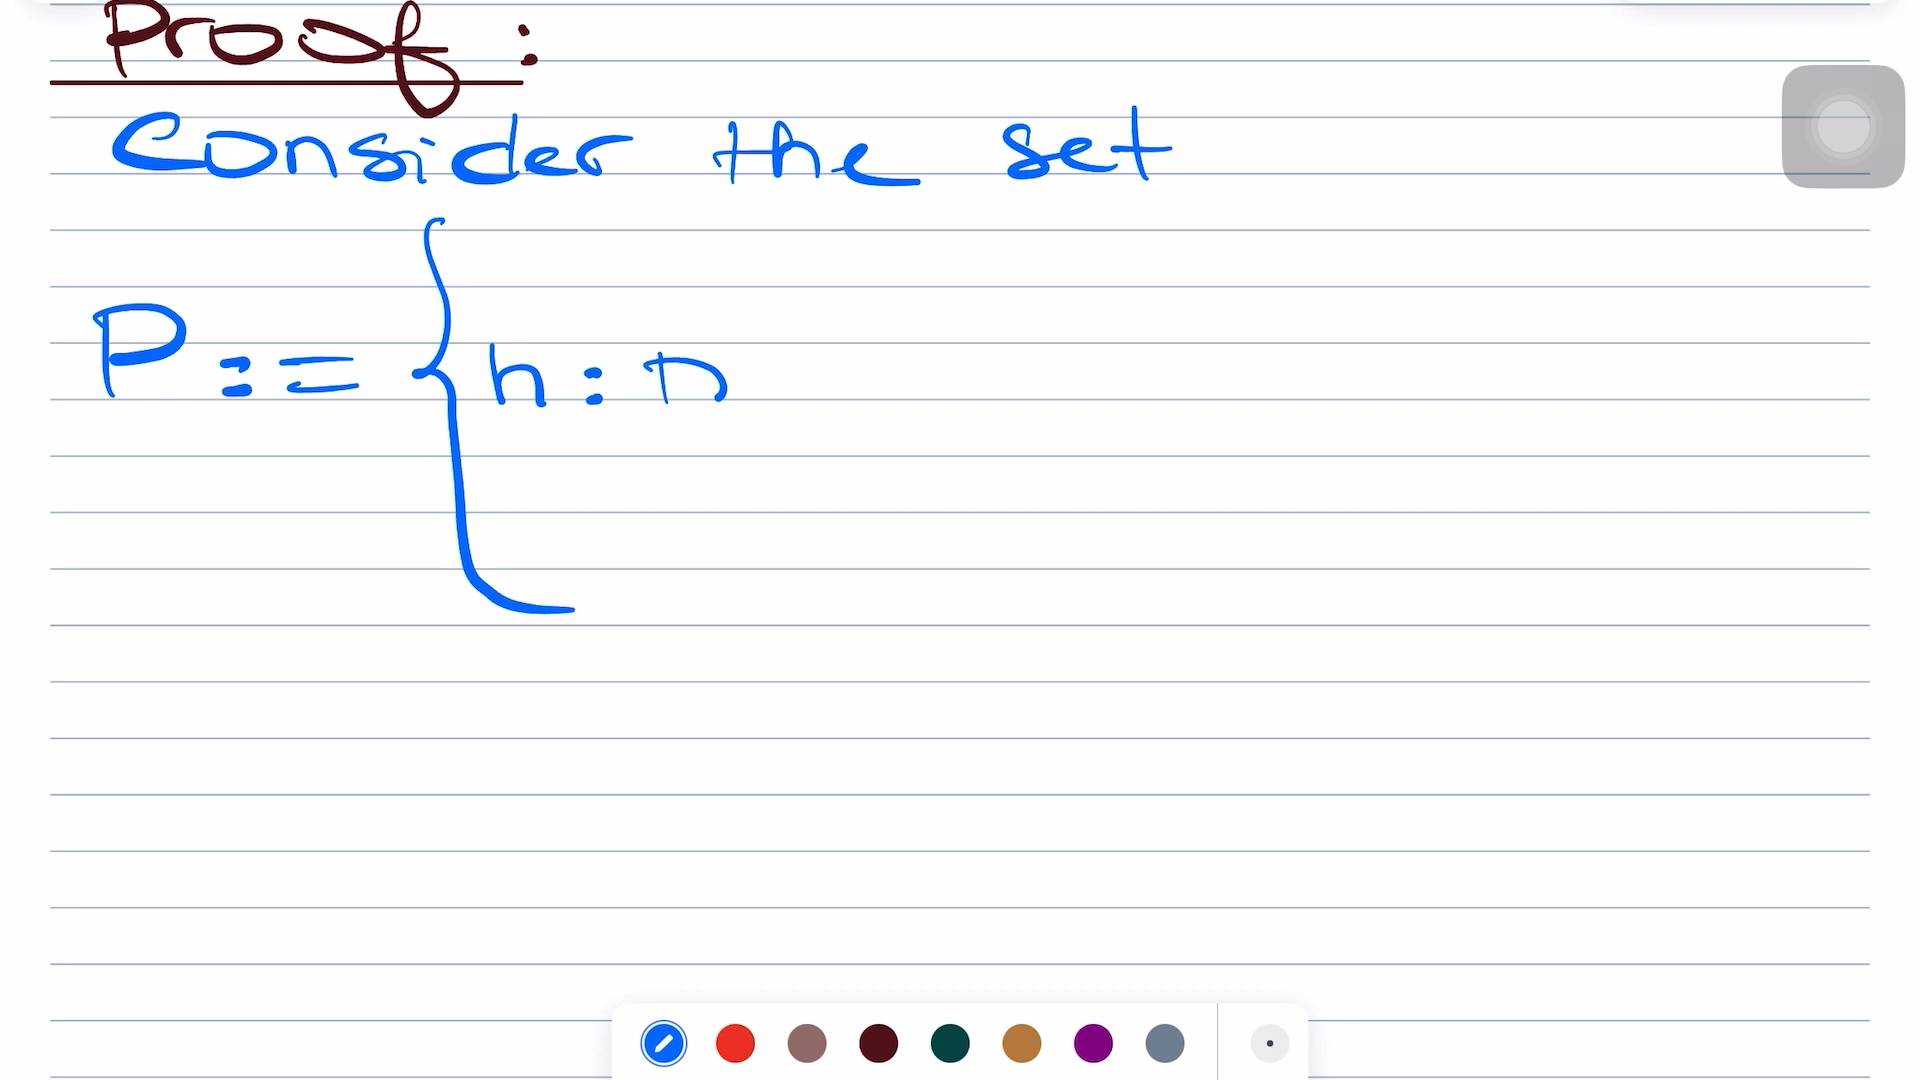 Proof :
Consider the set
P := { h : D